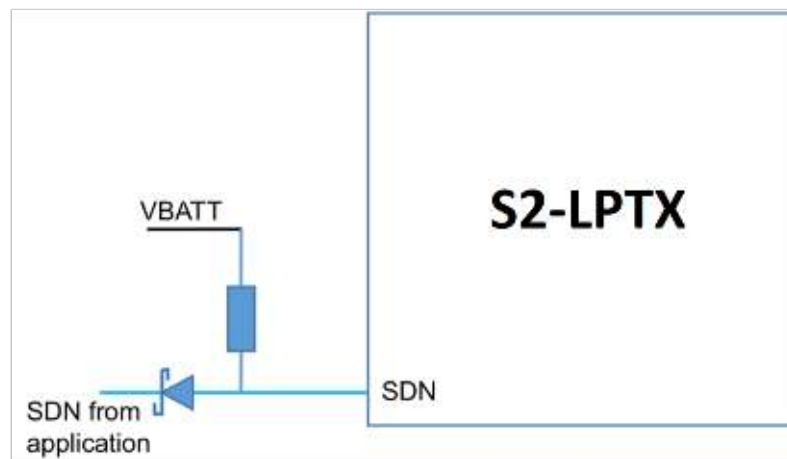 S2-LPTX
VBATT
SDN
SDN from
application